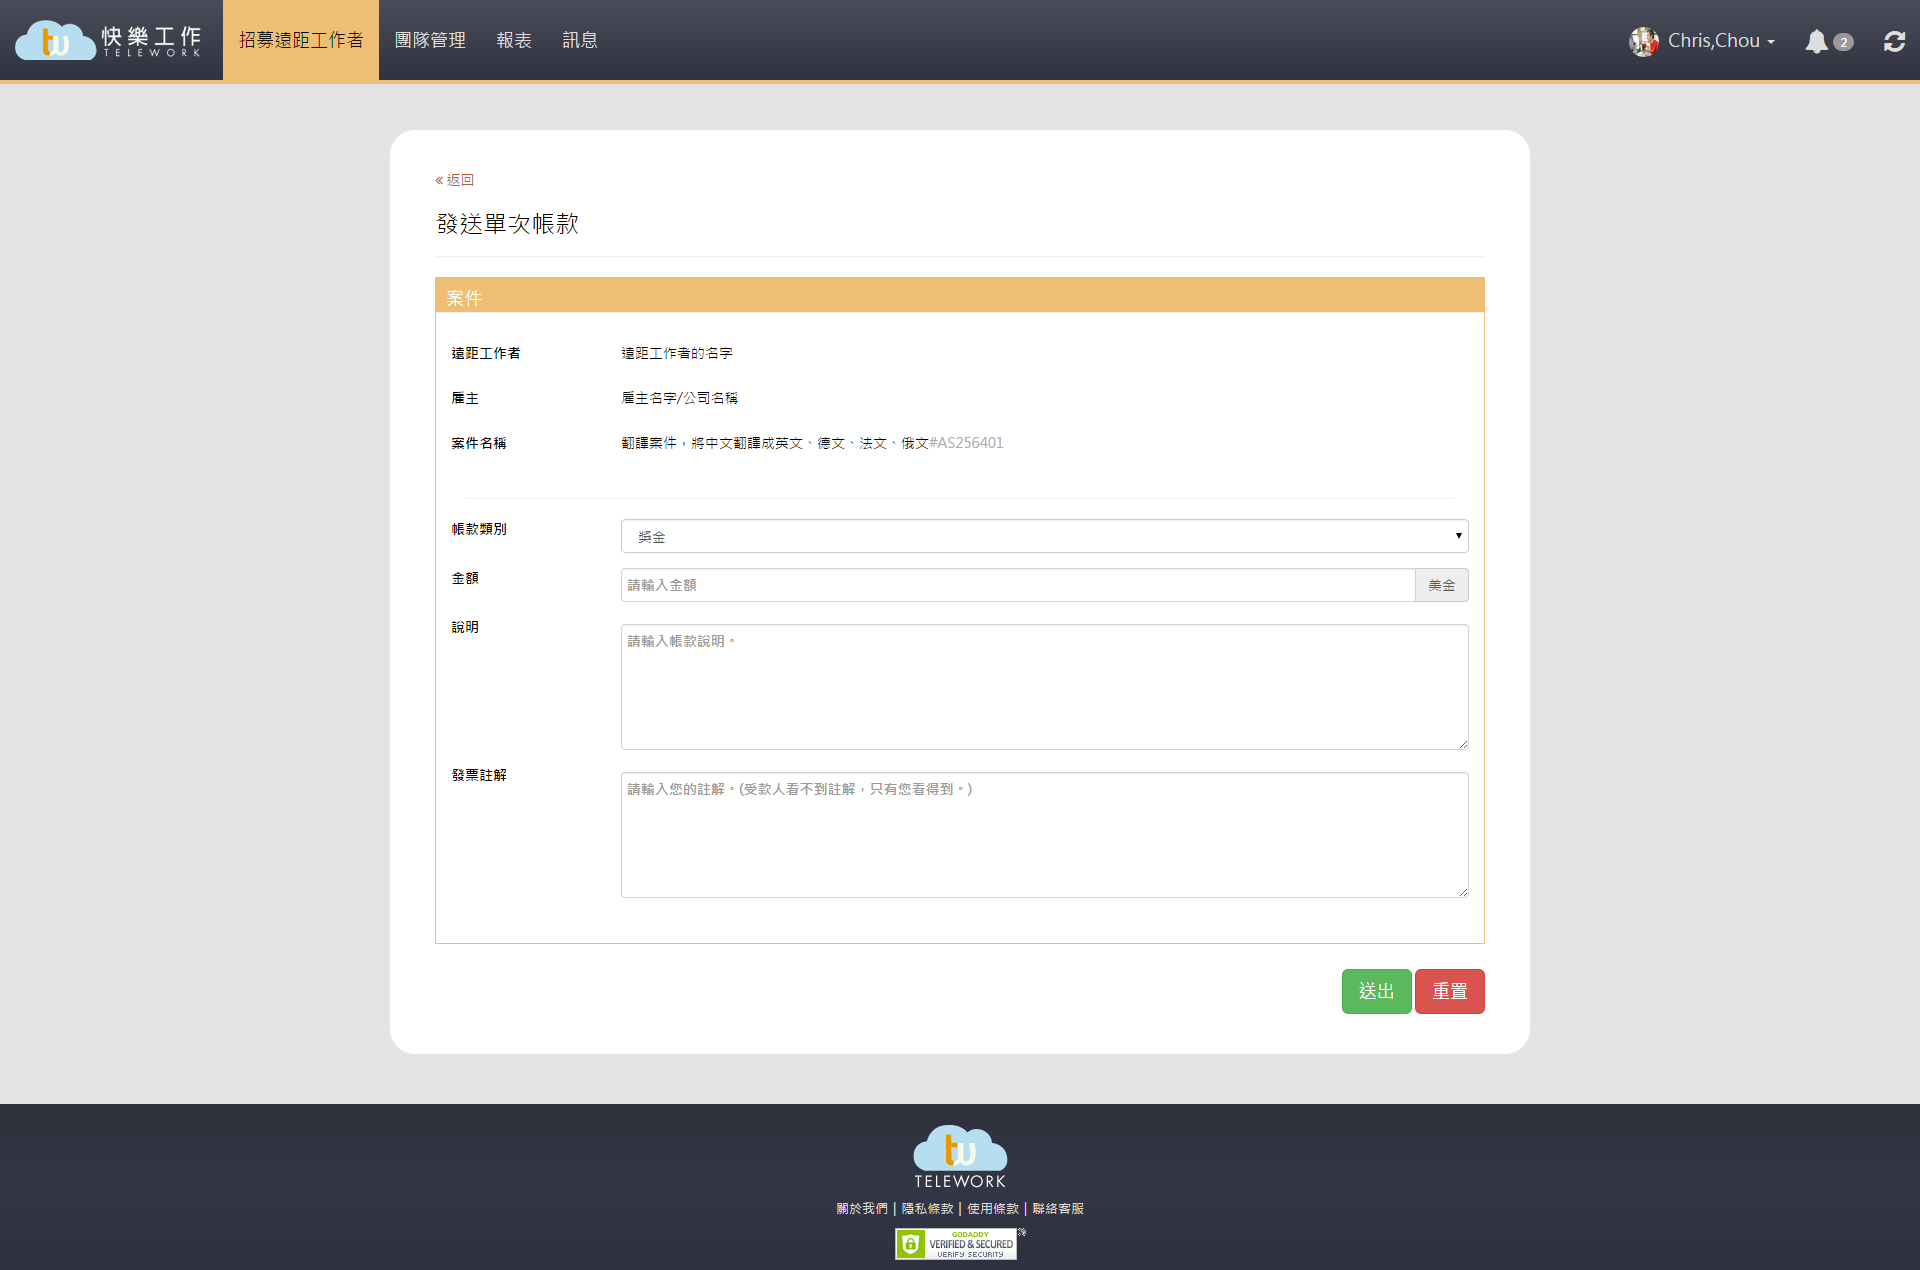 tw 快樂工作 TELEWORK 招募遠距工作者 團隊管理 報表 訊息 Chris,Chou 2
« 返回
發送單次帳款
案件
遠距工作者 遠距工作者的名字
雇主 雇主名字/公司名稱
案件名稱 翻譯案件，將中文翻譯成英文、德文、法文、俄文#AS256401
帳款類別 獎金
金額 請輸入金額 美金
說明 請輸入帳款說明。
發票註解 請輸入您的註解。(受款人看不到註解，只有您看得到。)
送出 重置
tw
TELEWORK
關於我們 | 隱私條款 | 使用條款 | 聯絡客服
GODADDY
VERIFIED & SECURED
VERIFY SECURITY